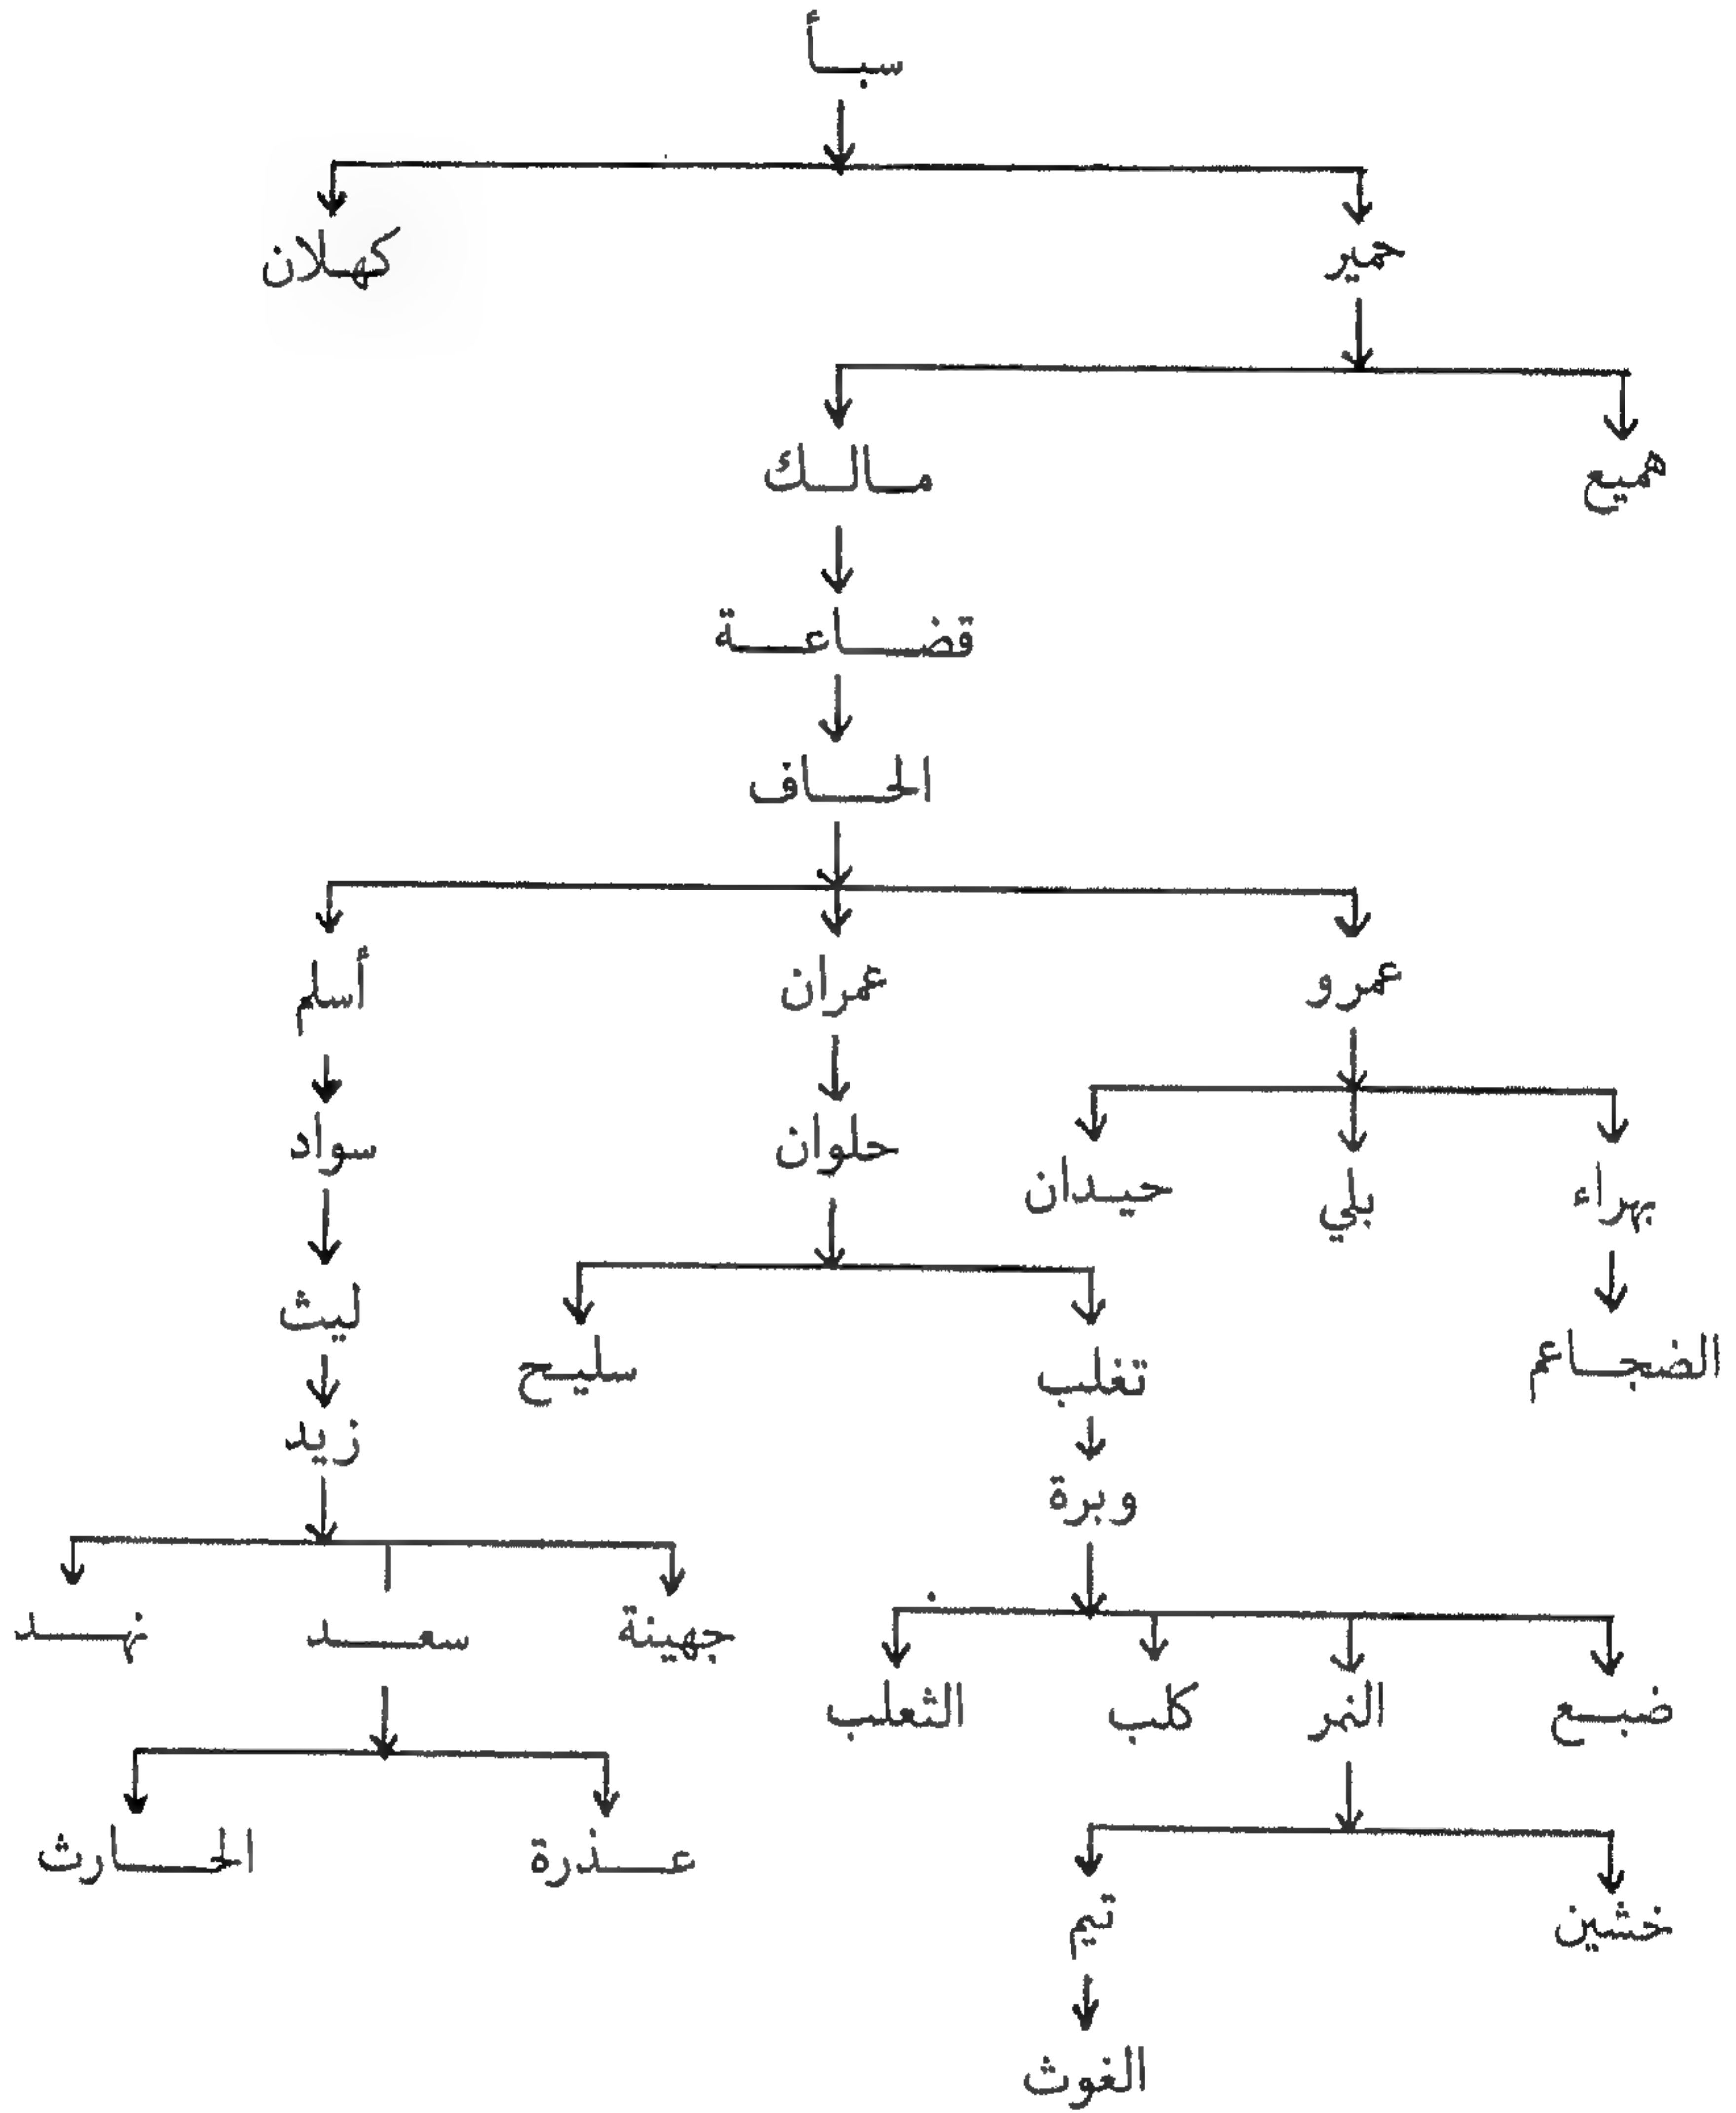 سبأ
حمير كهلان
هميع مالك
قضاعة
الحاف
عمرو عمران أسلم
سواد حلوان
بهراء بلي حيدان
ليث
الضجاعم تغلب سليح
زيد
وبرة
جهينة سعد نهد
ضبع النمر كلب الثعلب
عذرة الحارث
خشين تيم
الغوث